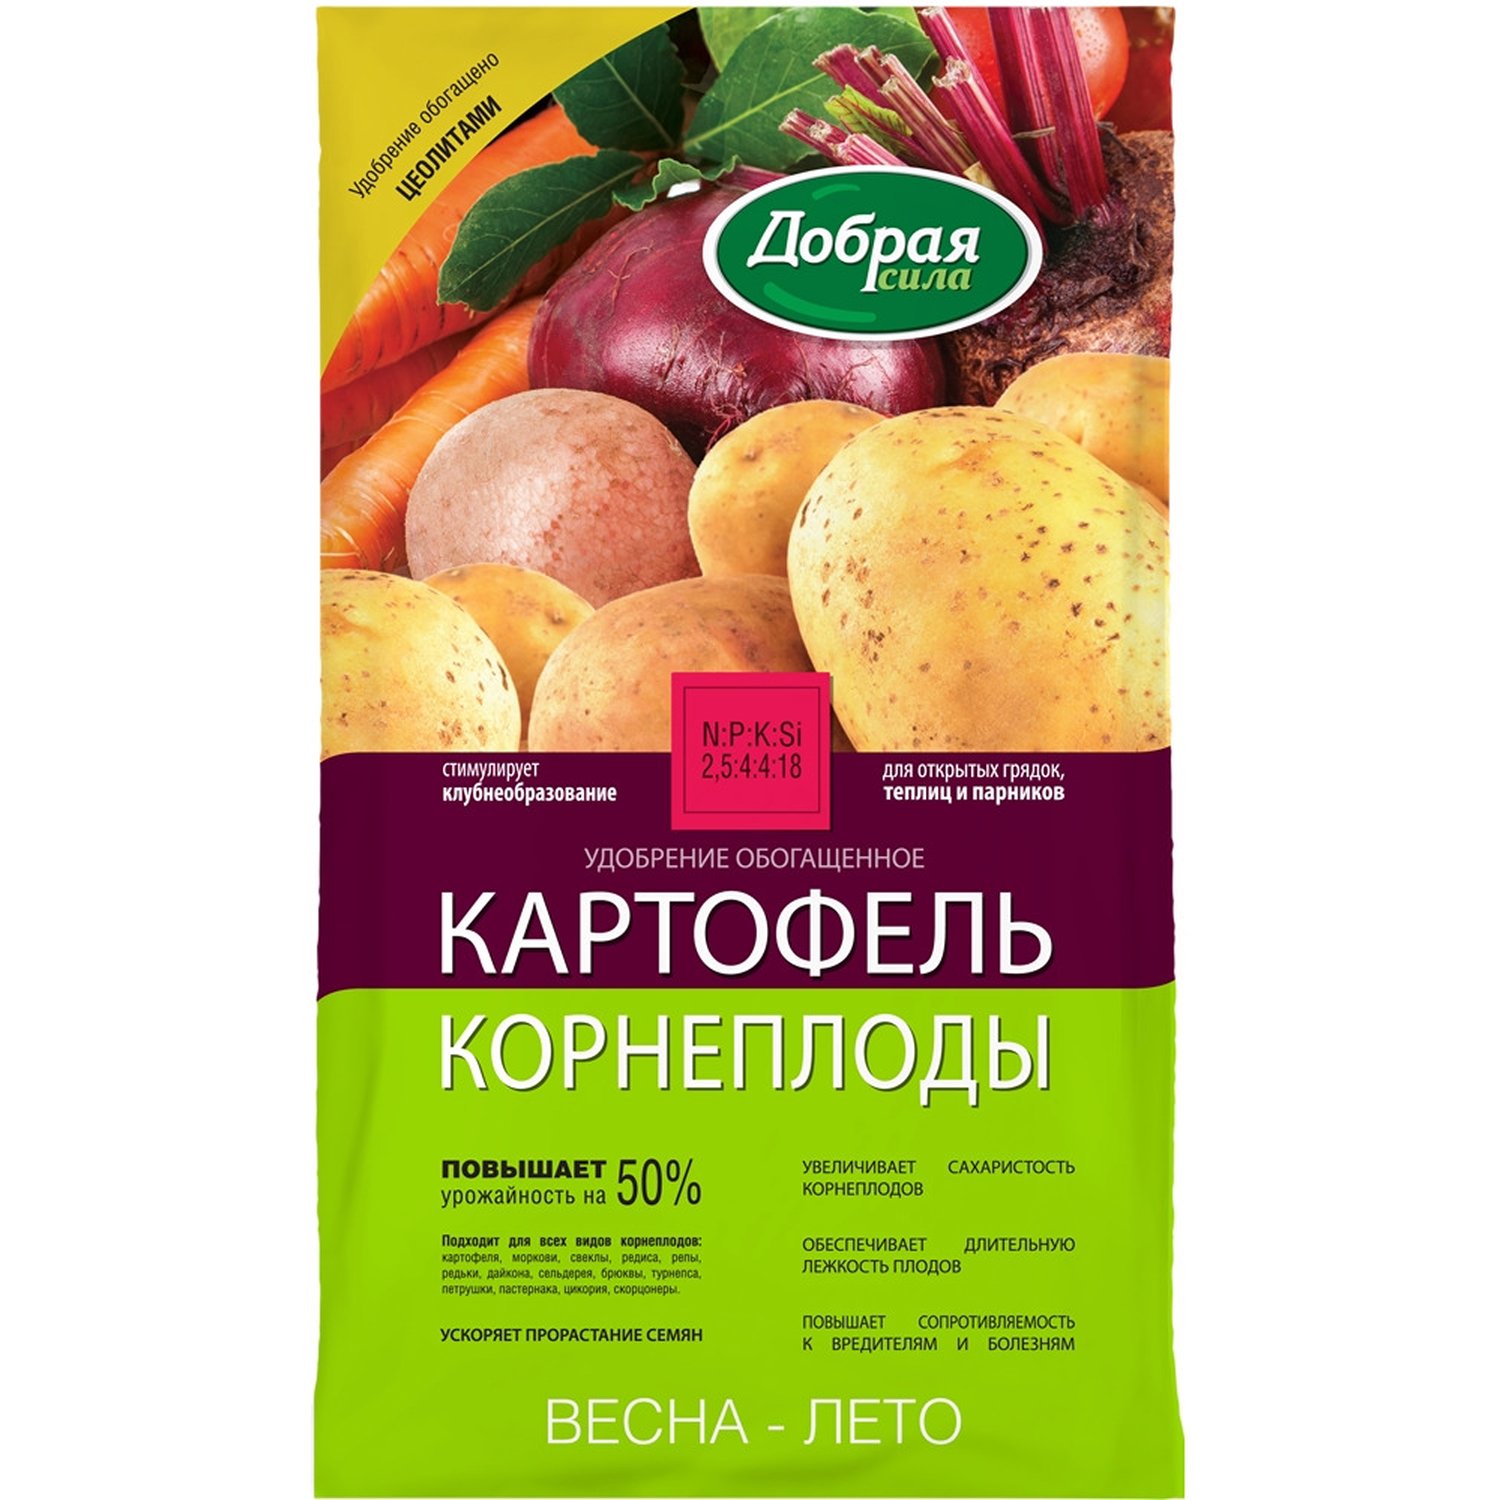 Удобрение обогащено
ЦЕОЛИТАМИ
Добрая
сила
N:P:K:Si
2,5:4:4:18
стимулирует
клубнеобразование
для открытых грядок,
теплиц и парников
УДОБРЕНИЕ ОБОГАЩЕННОЕ
КАРТОФЕЛЬ
КОРНЕПЛОДЫ
ПОВЫШАЕТ
урожайность на 50%
Подходит для всех видов корнеплодов:
картофеля, моркови, свеклы, редиса, репы,
редьки, дайкона, сельдерея, брюквы, турнепса,
петрушки, пастернака, цикория, скорцонеры.
УСКОРЯЕТ ПРОРАСТАНИЕ СЕМЯН
УВЕЛИЧИВАЕТ САХАРИСТОСТЬ
КОРНЕПЛОДОВ
ОБЕСПЕЧИВАЕТ ДЛИТЕЛЬНУЮ
ЛЕЖКОСТЬ ПЛОДОВ
ПОВЫШАЕТ СОПРОТИВЛЯЕМОСТЬ
К ВРЕДИТЕЛЯМ И БОЛЕЗНЯМ
ВЕСНА - ЛЕТО